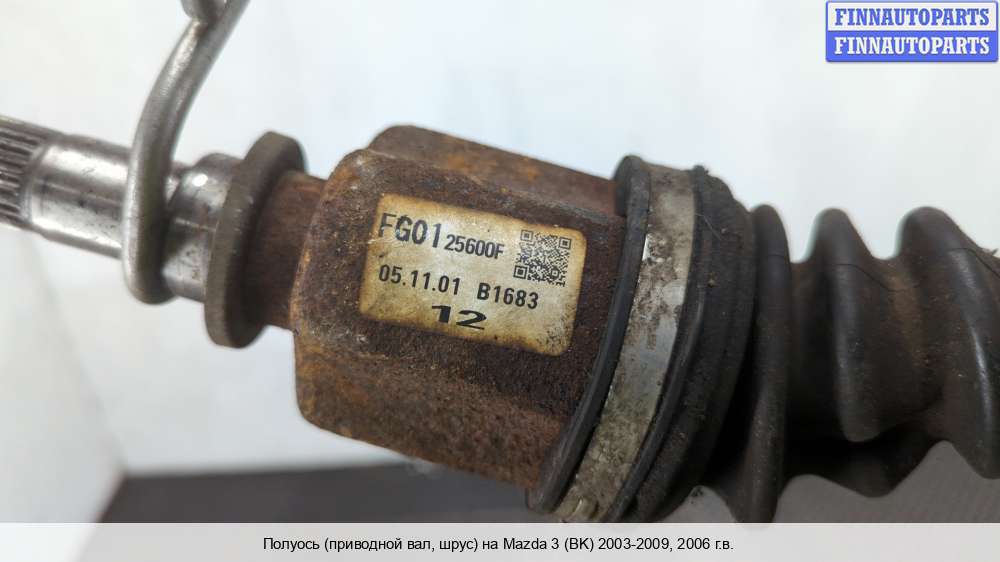 FINNAUTOPARTS
FINNAUTOPARTS
FG01 25600F
05.11.01 B1683
12
Полуось (приводной вал, шрус) на Mazda 3 (BK) 2003-2009, 2006 г.в.